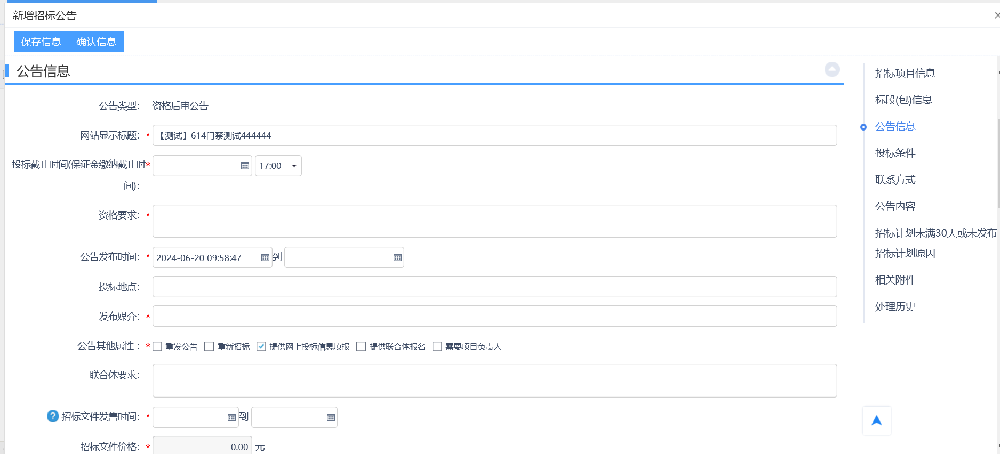 新增招标公告
保存信息 确认信息
公告信息
公告类型： 资格后审公告
网站显示标题：* 【测试】614门禁测试444444
投标截止时间(保证金缴纳截止时* 17:00
间)：
资格要求：*
公告发布时间：* 2024-06-20 09:58:47 到
投标地点：
发布媒介：*
公告其他属性 ：* 重发公告 重新招标 提供网上投标信息填报 提供联合体报名 需要项目负责人
联合体要求：
? 招标文件发售时间：* 到
招标文件价格：* 0.00 元
招标项目信息
标段(包)信息
公告信息
投标条件
联系方式
公告内容
招标计划未满30天或未发布
招标计划原因
相关附件
处理历史